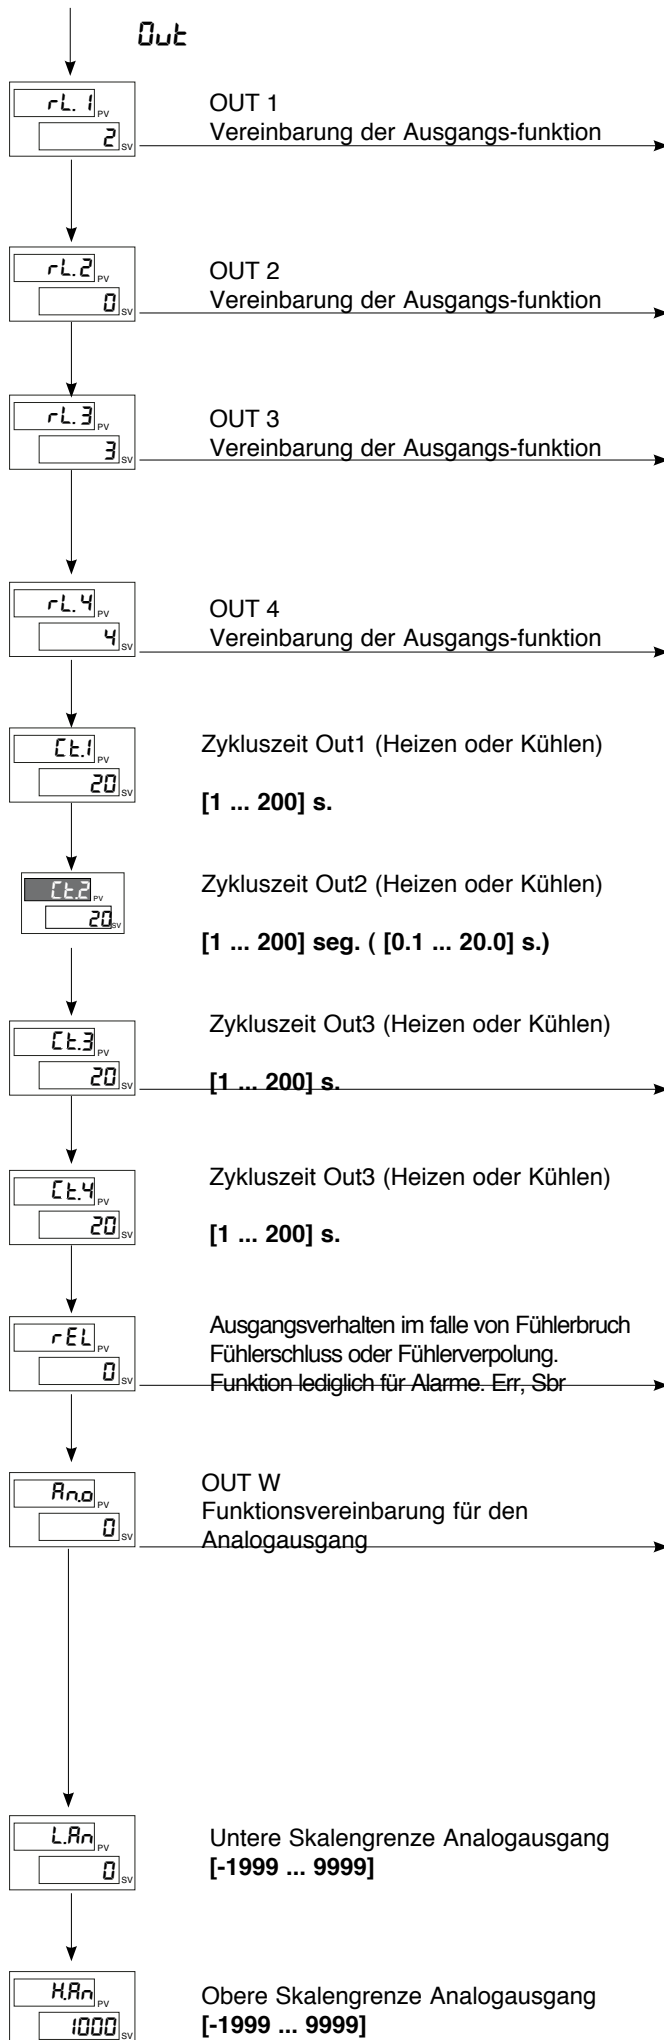 Out
rL.1 PV
2 SV
OUT 1
Vereinbarung der Ausgangs-funktion
rL.2 PV
0 SV
OUT 2
Vereinbarung der Ausgangs-funktion
rL.3 PV
3 SV
OUT 3
Vereinbarung der Ausgangs-funktion
rL.4 PV
4 SV
OUT 4
Vereinbarung der Ausgangs-funktion
Ct.1 PV
20 SV
Zykluszeit Out1 (Heizen oder Kühlen)
[1 ... 200] s.
Ct.2 PV
20 SV
Zykluszeit Out2 (Heizen oder Kühlen)
[1 ... 200] seg. ( [0.1 ... 20.0] s.)
Ct.3 PV
20 SV
Zykluszeit Out3 (Heizen oder Kühlen)
[1 ... 200] s.
Ct.4 PV
20 SV
Zykluszeit Out3 (Heizen oder Kühlen)
[1 ... 200] s.
rEL PV
0 SV
Ausgangsverhalten im falle von Fühlerbruch
Fühlerschluss oder Fühlerverpolung.
Funktion lediglich für Alarme. Err, Sbr
An.o PV
0 SV
OUT W
Funktionsvereinbarung für den
Analogausgang
L.An PV
0 SV
Untere Skalengrenze Analogausgang
[-1999 ... 9999]
H.An PV
1000 SV
Obere Skalengrenze Analogausgang
[-1999 ... 9999]